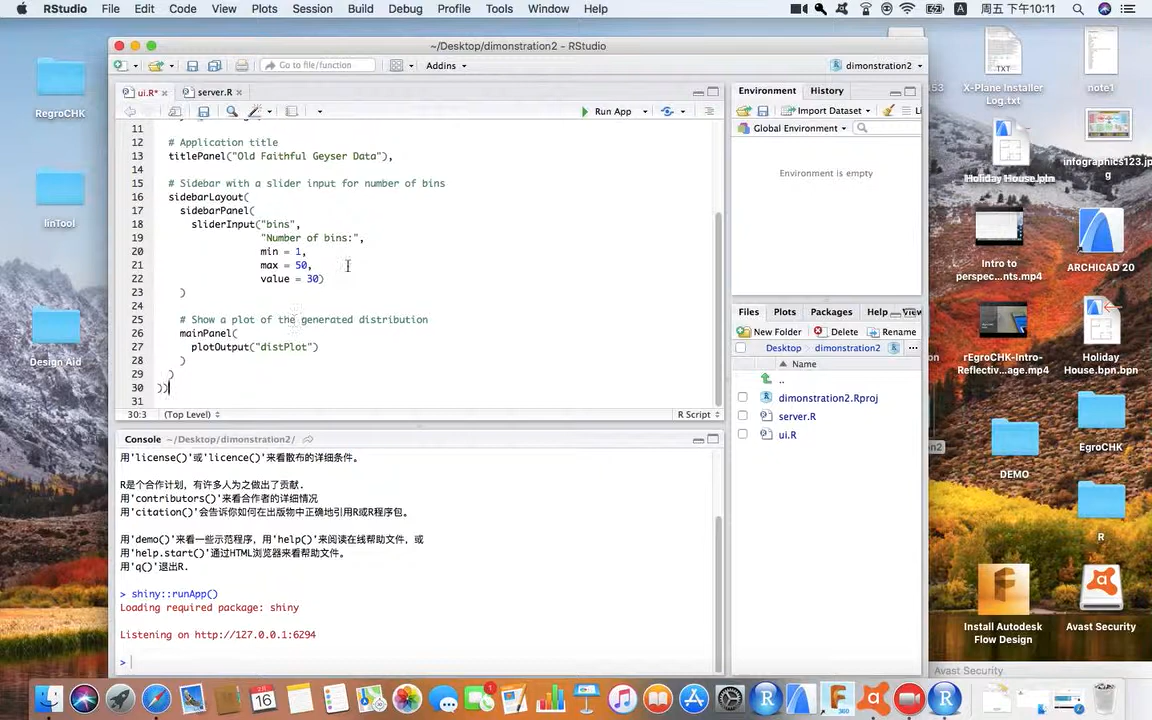 RStudio File Edit Code View Plots Session Build Debug Profile Tools Window Help
周五 下午10:11
~/Desktop/dimonstration2 - RStudio
Go to file/function
Addins
dimonstration2
ui.R*
server.R
Run App
11
12 # Application title
13 titlePanel("Old Faithful Geyser Data"),
14
15 # Sidebar with a slider input for number of bins
16 sidebarLayout(
17 sidebarPanel(
18 sliderInput("bins",
19 "Number of bins:",
20 min = 1,
21 max = 50,
22 value = 30)
23 )
24
25 # Show a plot of the generated distribution
26 mainPanel(
27 plotOutput("distPlot")
28 )
29 )
30 ))
31
30:3 (Top Level) R Script
Console ~/Desktop/dimonstration2/
用'license()'或'licence()'来看散布的详细条件。
R是个合作计划，有许多人为之做出了贡献.
用'contributors()'来看合作者的详细情况
用'citation()'会告诉你如何在出版物中正确地引用R或R程序包。
用'demo()'来看一些示范程序，用'help()'来阅读在线帮助文件，或
用'help.start()'通过HTML浏览器来看帮助文件。
用'q()'退出R.
> shiny::runApp()
Loading required package: shiny
Listening on http://127.0.0.1:6294
>
Environment History
Import Dataset
Global Environment
Environment is empty
Files Plots Packages Help
New Folder Delete Rename
Desktop dimonstration2
Name
..
dimonstration2.Rproj
server.R
ui.R
RegroCHK
linTool
Design Aid
X-Plane Installer
Log.txt
note1
infographics123.jp
g
Holiday House.pln
Intro to
perspec...nts.mp4
ARCHICAD 20
rEgroCHK-Intro-
Reflectiv...age.mp4
Holiday
House.bpn.bpn
DEMO
EgroCHK
R
Install Autodesk
Flow Design
Avast Security
Avast Security
16
1
360